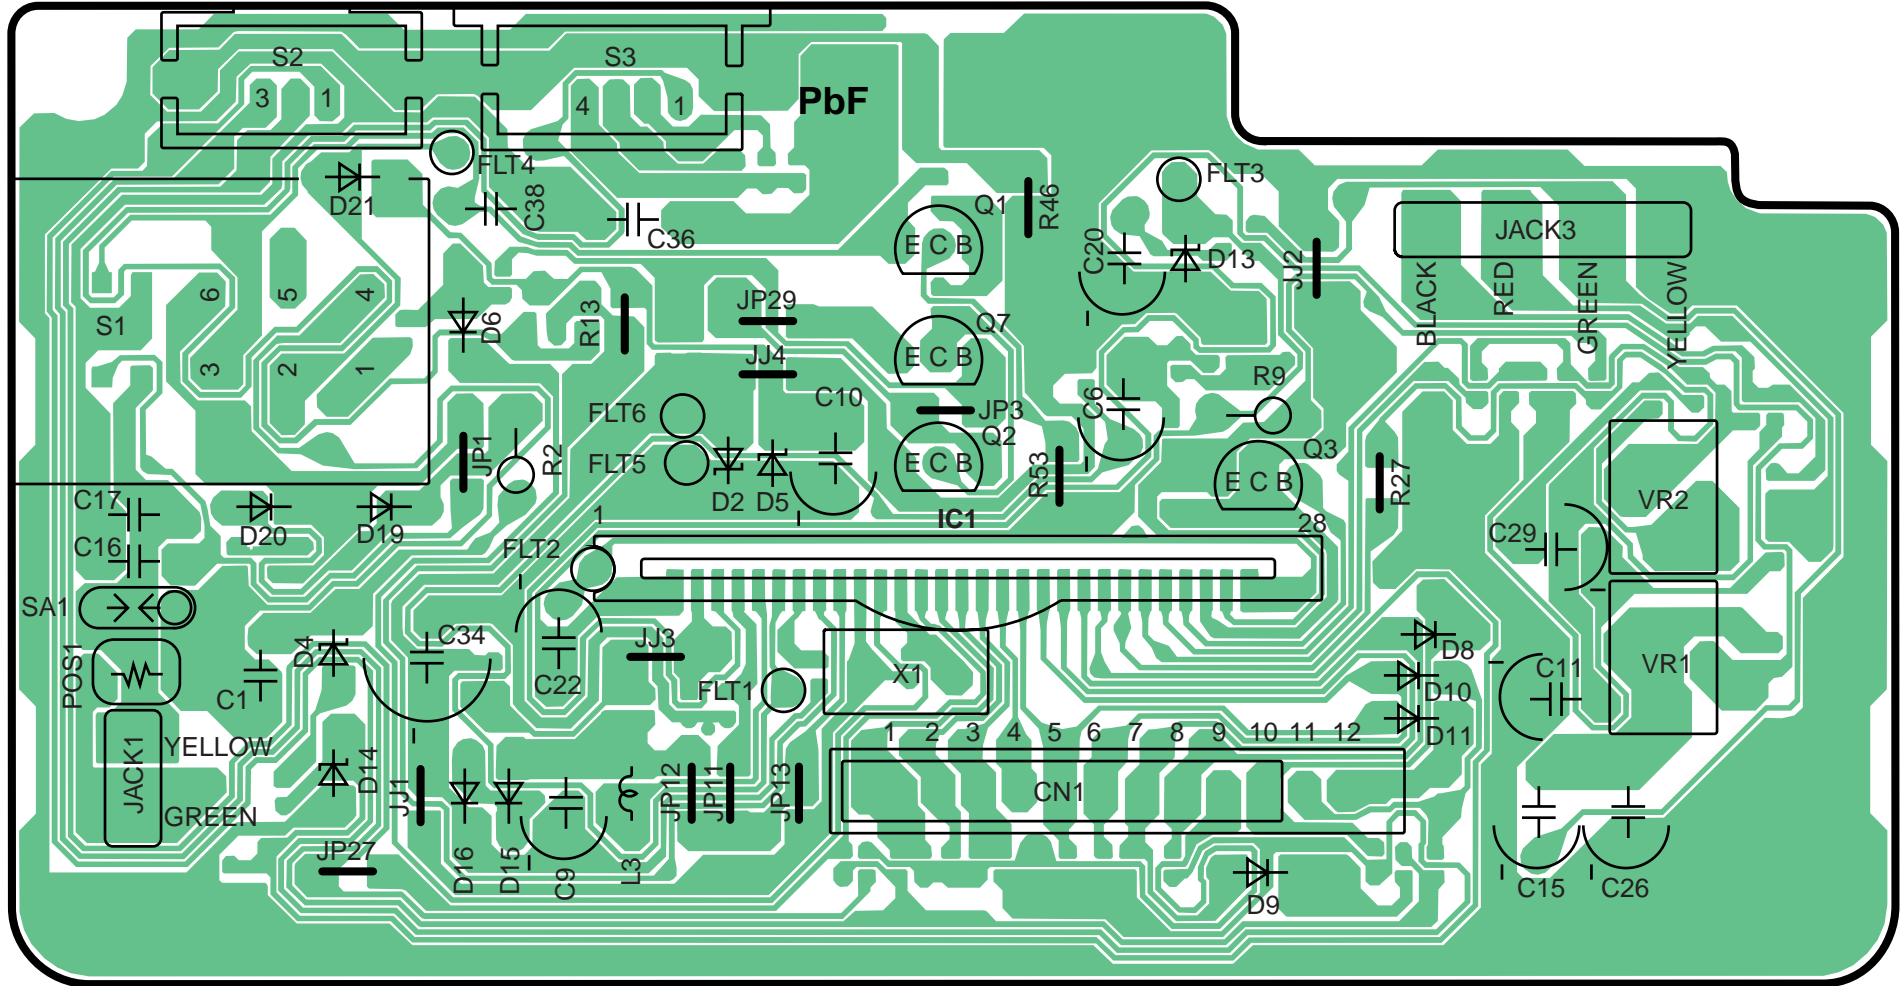 S2
S3
3 1
4 1
PbF
FLT4
FLT3
D21
C38
C36
Q1
R46
E C B
C20
D13
JJ2
JACK3
BLACK
RED
GREEN
YELLOW
6 5 4
S1
3 2 1
D6
R13
JP29
Q7
E C B
JJ4
C10
R9
FLT6
JP3
C6
Q2
E C B
FLT5
JP1
R2
D2
D5
R53
Q3
E C B
R27
VR2
C17
D20
D19
1
IC1
28
C16
FLT2
C29
SA1
D4
C34
JJ3
D8
POS1
C1
C22
FLT1
X1
D10
C11
VR1
D11
1 2 3 4 5 6 7 8 9 10 11 12
YELLOW
JACK1
GREEN
D14
JJ1
JP12
JP11
JP13
CN1
JP27
D16
D15
C9
L3
D9
C15
C26